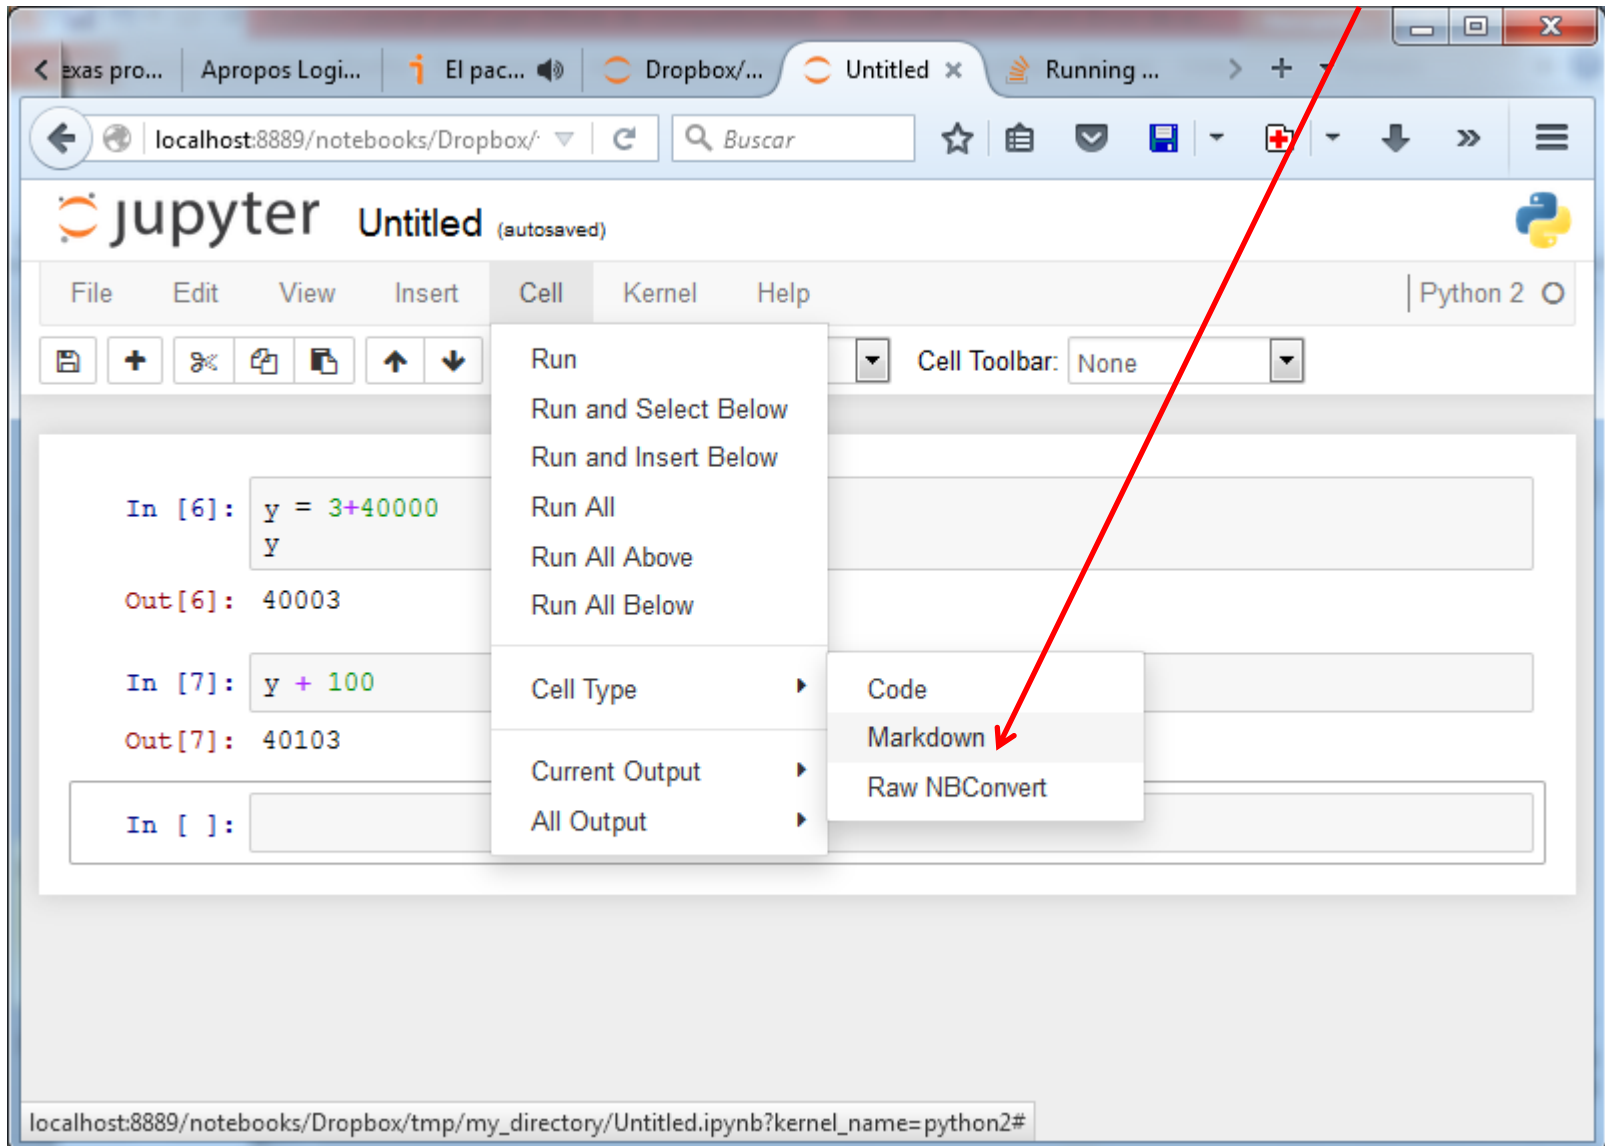 exas pro... Apropos Logi... El pac... Dropbox/... Untitled Running ...
localhost:8889/notebooks/Dropbox/ Buscar
jupyter Untitled (autosaved)
File Edit View Insert Cell Kernel Help Python 2
Cell Toolbar: None
Run
Run and Select Below
Run and Insert Below
Run All
Run All Above
Run All Below
Cell Type
Current Output
All Output
Code
Markdown
Raw NBConvert
In [6]: y = 3+40000
y
Out[6]: 40003
In [7]: y + 100
Out[7]: 40103
In [ ]:
localhost:8889/notebooks/Dropbox/tmp/my_directory/Untitled.ipynb?kernel_name=python2#